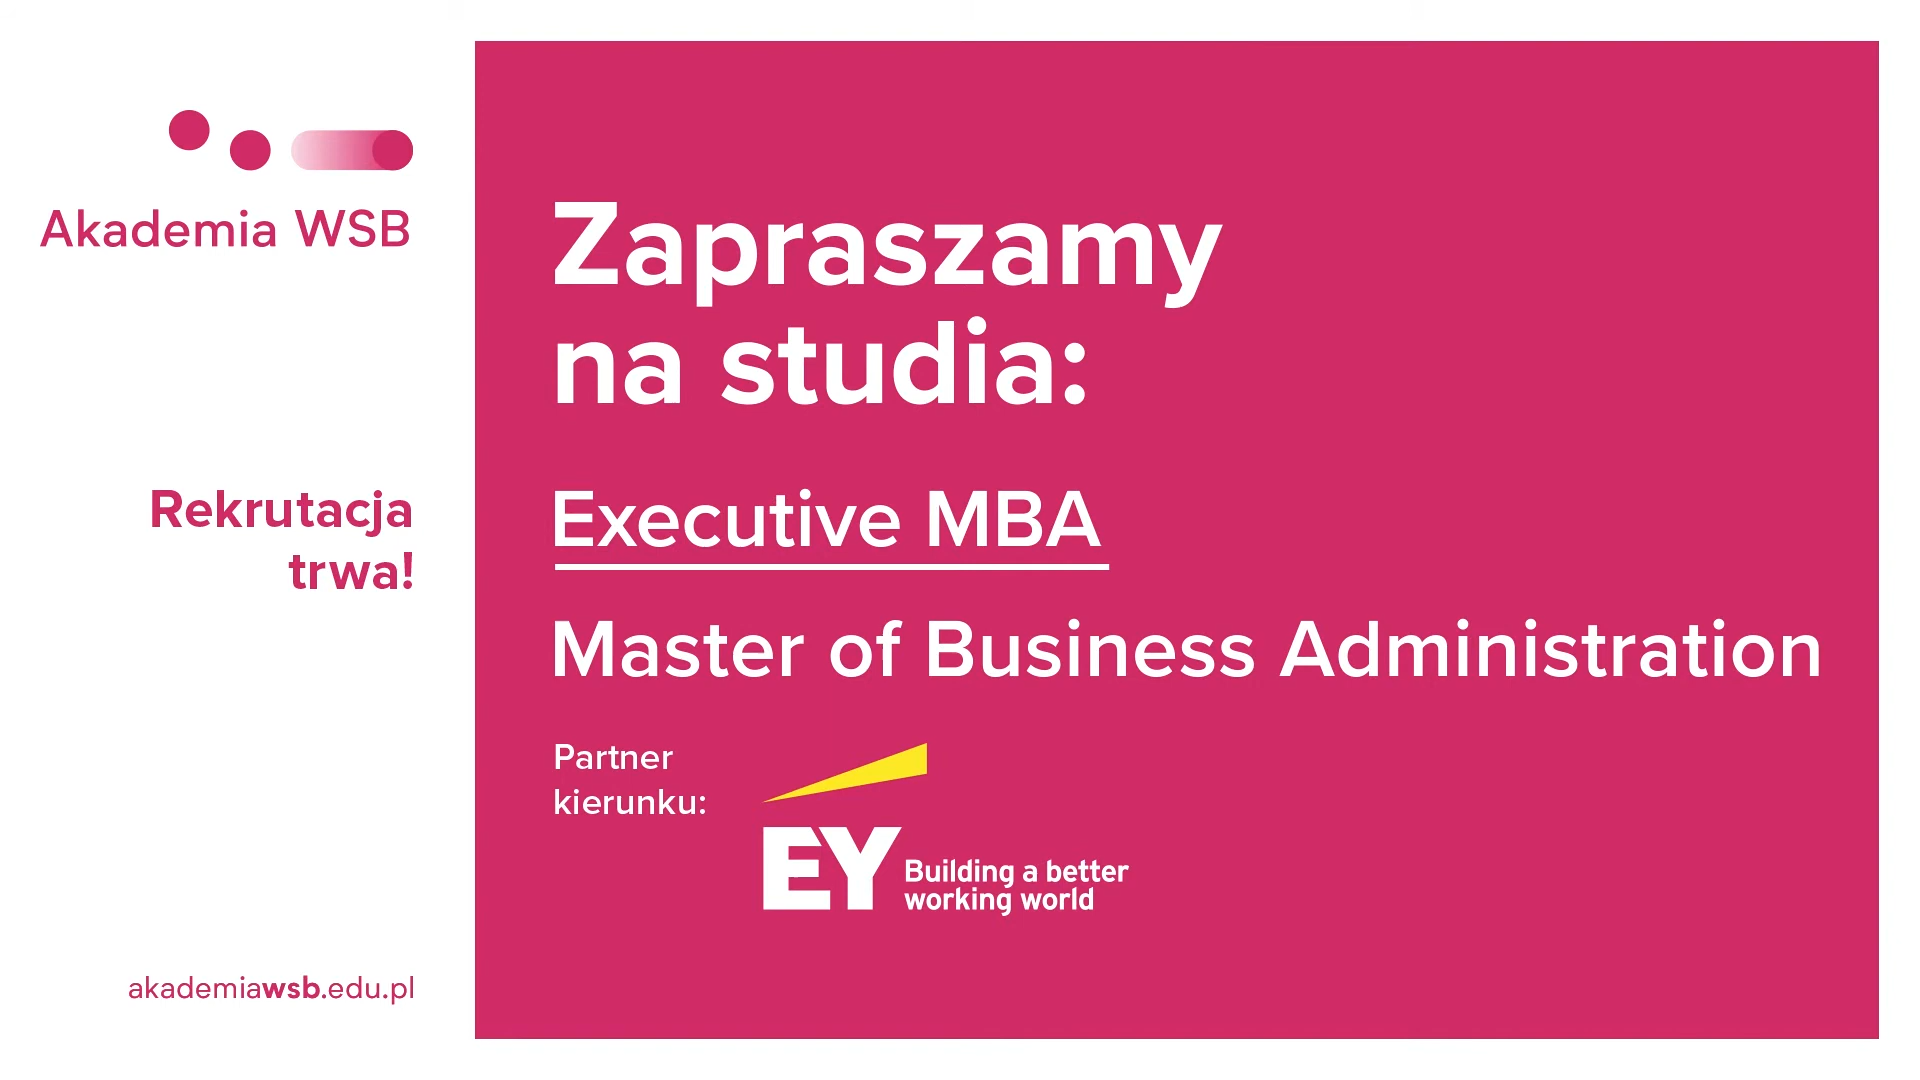 Akademia WSB
Rekrutacja
trwa!
akademiawsb.edu.pl
Zapraszamy
na studia:
Executive MBA
Master of Business Administration
Partner
kierunku:
EY
Building a better
working world